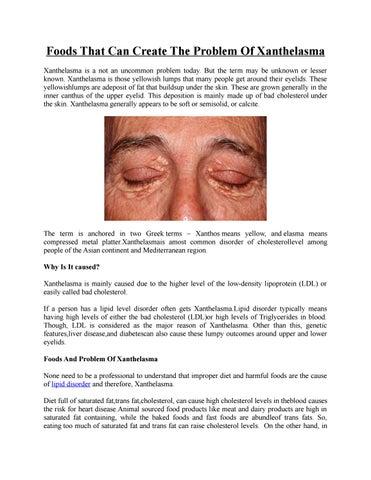 Foods That Can Create The Problem Of Xanthelasma
Xanthelasma is a not an uncommon problem today. But the term may be unknown or lesser
known. Xanthelasma is those yellowish lumps that many people get around their eyelids. These
yellowishlumps are adeposit of fat that buildsup under the skin. These are grown generally in the
inner canthus of the upper eyelid. This deposition is mainly made up of bad cholesterol under
the skin. Xanthelasma generally appears to be soft or semisolid, or calcite.
The term is anchored in two Greek terms – Xanthos means yellow, and elasma means
compressed metal platter.Xanthelasmais amost common disorder of cholesterollevel among
people of the Asian continent and Mediterranean region.
Why Is It caused?
Xanthelasma is mainly caused due to the higher level of the low-density lipoprotein (LDL) or
easily called bad cholesterol.
If a person has a lipid level disorder often gets Xanthelasma.Lipid disorder typically means
having high levels of either the bad cholesterol (LDL)or high levels of Triglycerides in blood.
Though, LDL is considered as the major reason of Xanthelasma. Other than this, genetic
features,liver disease,and diabetescan also cause these lumpy outcomes around upper and lower
eyelids.
Foods And Problem Of Xanthelasma
None need to be a professional to understand that improper diet and harmful foods are the cause
of lipid disorder and therefore, Xanthelasma.
Diet full of saturated fat,trans fat,cholesterol, can cause high cholesterol levels in theblood causes
the risk for heart disease.Animal sourced food products like meat and dairy products are high in
saturated fat containing, while the baked foods and fast foods are abundleof trans fats. So,
eating too much of saturated fat and trans fat can raise cholesterol levels. On the other hand, in